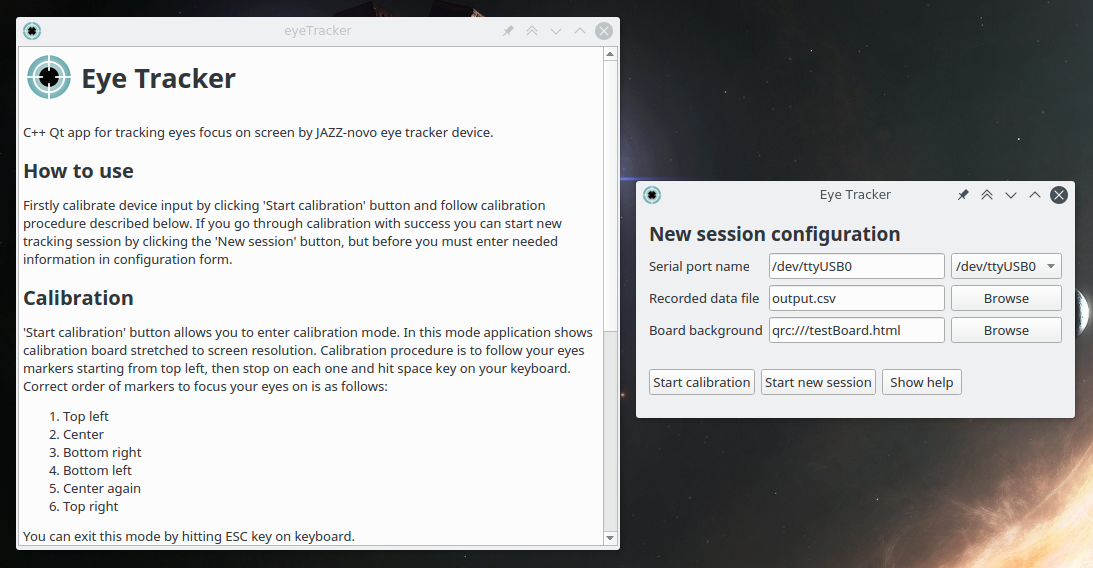 eyeTracker
Eye Tracker
C++ Qt app for tracking eyes focus on screen by JAZZ-novo eye tracker device.
How to use
Firstly calibrate device input by clicking 'Start calibration' button and follow calibration
procedure described below. If you go through calibration with success you can start new
tracking session by clicking the 'New session' button, but before you must enter needed
information in configuration form.
Calibration
'Start calibration' button allows you to enter calibration mode. In this mode application shows
calibration board stretched to screen resolution. Calibration procedure is to follow your eyes
markers starting from top left, then stop on each one and hit space key on your keyboard.
Correct order of markers to focus your eyes on is as follows:
1. Top left
2. Center
3. Bottom right
4. Bottom left
5. Center again
6. Top right
You can exit this mode by hitting ESC key on keyboard.
Eye Tracker
New session configuration
Serial port name /dev/ttyUSB0 /dev/ttyUSB0
Recorded data file output.csv Browse
Board background qrc:///testBoard.html Browse
Start calibration Start new session Show help